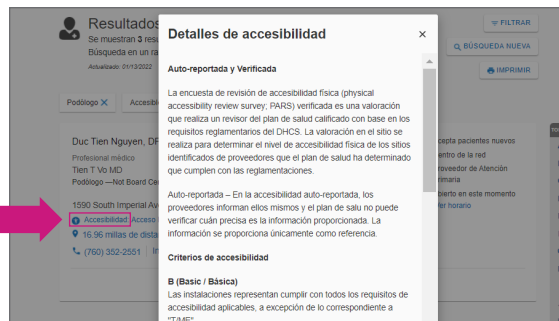 Resultados
Se muestran 3 resu
Búsqueda en un ra
Actualizado: 01/13/2022
FILTRAR
BÚSQUEDA NUEVA
IMPRIMIR
Podólogo X
Accesibl
Duc Tien Nguyen, DP
Profesional médico
Tien T Vo MD
Podólogo —Not Board Cer
1590 South Imperial Av
Accesibilidad Acceso
16.96 millas de dista
(760) 352-2551
cepta pacientes nuevos
entro de la red
roveedor de Atención
rimaria
bierto en este momento
er horario
Detalles de accesibilidad ×
Auto-reportada y Verificada
La encuesta de revisión de accesibilidad física (physical
accessibility review survey; PARS) verificada es una valoración
que realiza un revisor del plan de salud calificado con base en los
requisitos reglamentarios del DHCS. La valoración en el sitio se
realiza para determinar el nivel de accesibilidad física de los sitios
identificados de proveedores que el plan de salud ha determinado
que cumplen con las reglamentaciones.
Auto-reportada – En la accesibilidad auto-reportada, los
proveedores informan ellos mismos y el plan de salu no puede
verificar cuán precisa es la información proporcionada. La
información se proporciona únicamente como referencia.
Criterios de accesibilidad
B (Basic / Básica)
Las instalaciones representan cumplir con todos los requisitos de
accesibilidad aplicables, a excepción de lo correspondiente a
"T/ME"